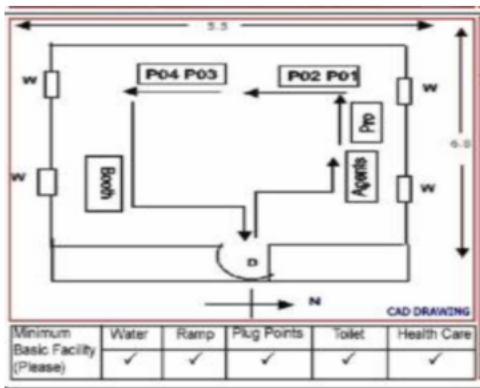 5.5
P04 P03
P02 P01
W
W
Pro
6.0
Booth
Agents
W
W
D
N
CAD DRAWING
Minimum Basic Facility (Please)
Water
Ramp
Plug Points
Toilet
Health Care
✓ ✓ ✓ ✓ ✓